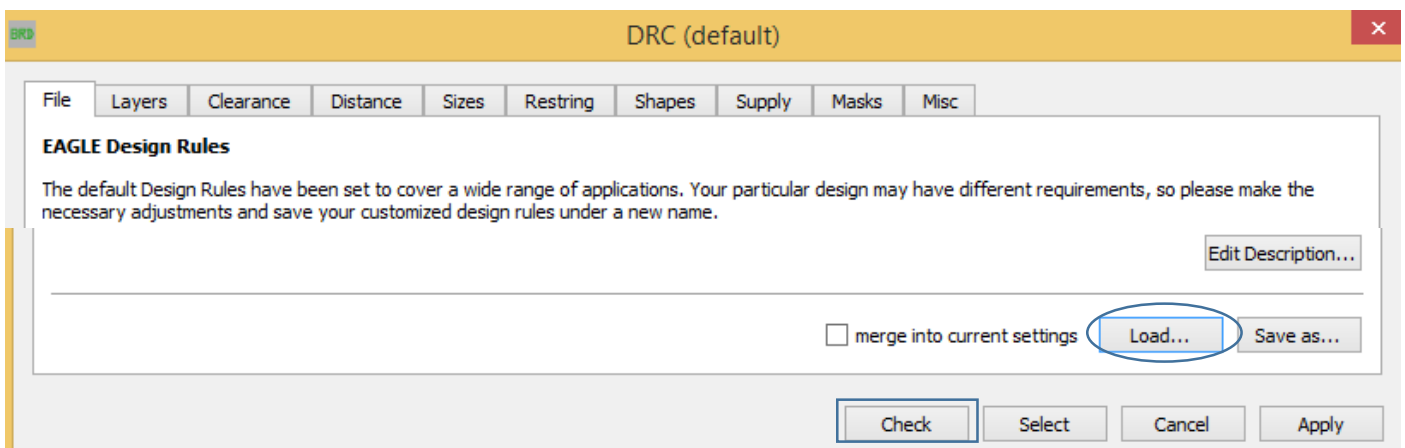 BRD
DRC (default)
File Layers Clearance Distance Sizes Restring Shapes Supply Masks Misc
EAGLE Design Rules
The default Design Rules have been set to cover a wide range of applications. Your particular design may have different requirements, so please make the
necessary adjustments and save your customized design rules under a new name.
Edit Description...
merge into current settings Load... Save as...
Check Select Cancel Apply